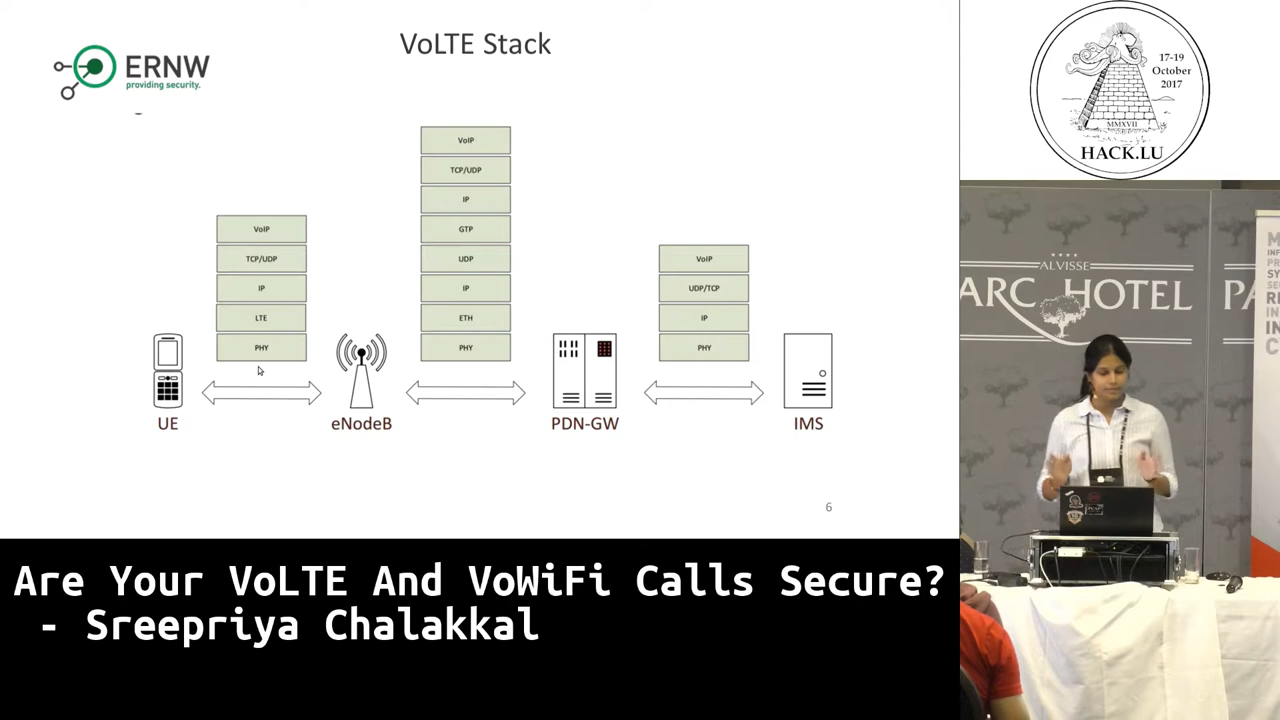 VoLTE Stack
ERNW
providing security.
VoIP
TCP/UDP
IP
LTE
PHY
VoIP
TCP/UDP
IP
GTP
UDP
IP
ETH
PHY
VoIP
UDP/TCP
IP
PHY
UE
eNodeB
PDN-GW
IMS
6
17-19
October
2017
MMXVII
HACK.LU
ALVISSE
PARC HOTEL
Are Your VoLTE And VoWiFi Calls Secure?
- Sreepriya Chalakkal